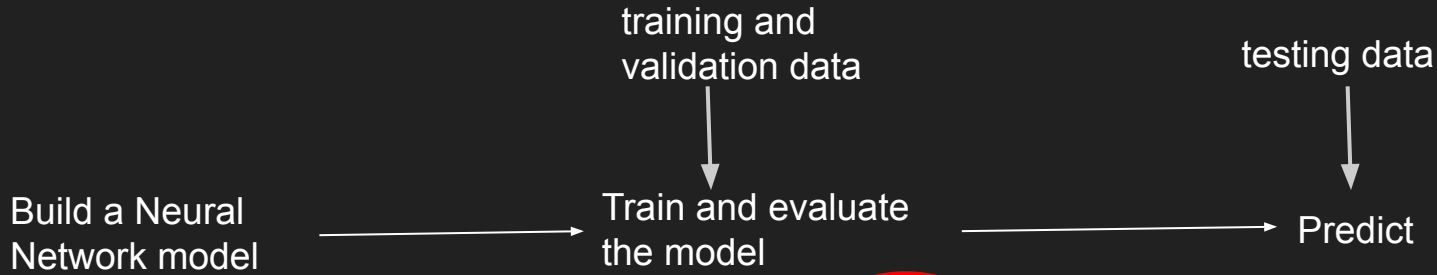 training and
validation data
testing data
Build a Neural
Network model
Train and evaluate
the model
Predict